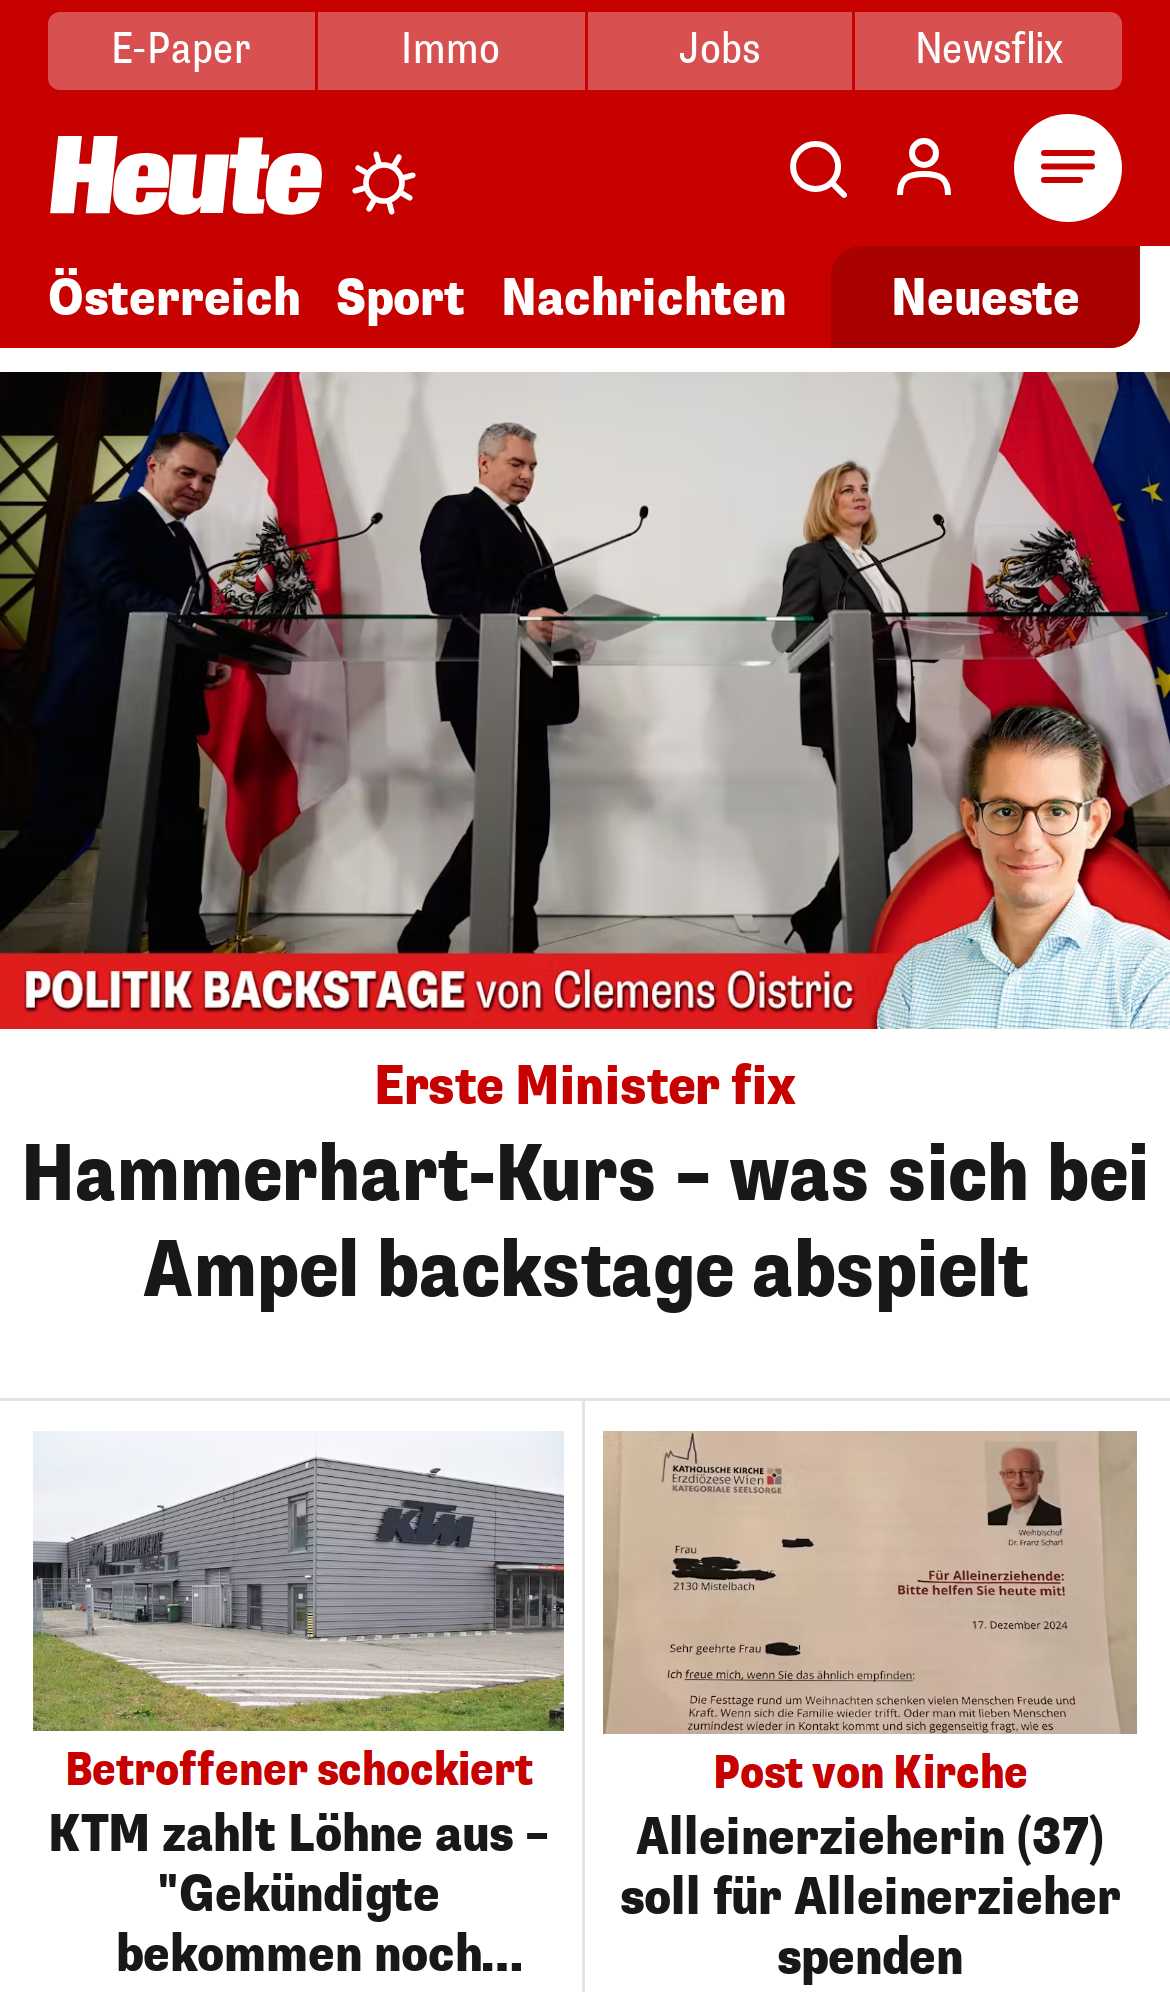 E-Paper
Immo
Jobs
Newsflix
Heute
Österreich
Sport
Nachrichten
Neueste
POLITIK BACKSTAGE von Clemens Oistric
Erste Minister fix
Hammerhart-Kurs – was sich bei
Ampel backstage abspielt
KTM
Betroffener schockiert
KTM zahlt Löhne aus –
"Gekündigte
bekommen noch...
KATHOLISCHE KIRCHE
Erzdiözese Wien
KATEGORIALE SEELSORGE
Weihbischof
Dr. Franz Scharl
Frau
2130 Mistelbach
Für Alleinerziehende:
Bitte helfen Sie heute mit!
17. Dezember 2024
Sehr geehrte Frau !
Ich freue mich, wenn Sie das ähnlich empfinden:
Die Festtage rund um Weihnachten schenken vielen Menschen Freude und
Kraft. Wenn sich die Familie wieder trifft. Oder man mit lieben Menschen
zumindest wieder in Kontakt kommt und sich gegenseitig fragt, wie es
Post von Kirche
Alleinerzieherin (37)
soll für Alleinerzieher
spenden